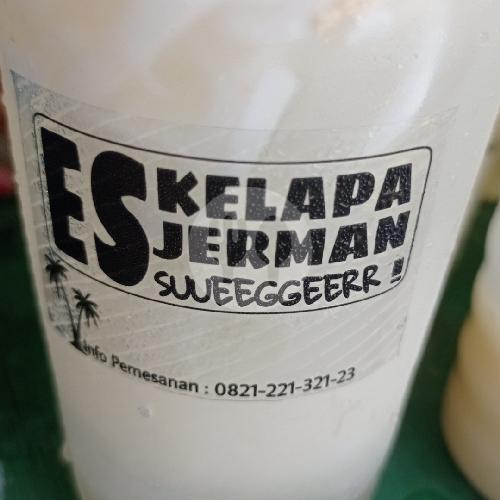 ES KELAPA
JERMAN
SUUEEGGEERR !
Info Pemesanan : 0821-221-321-23